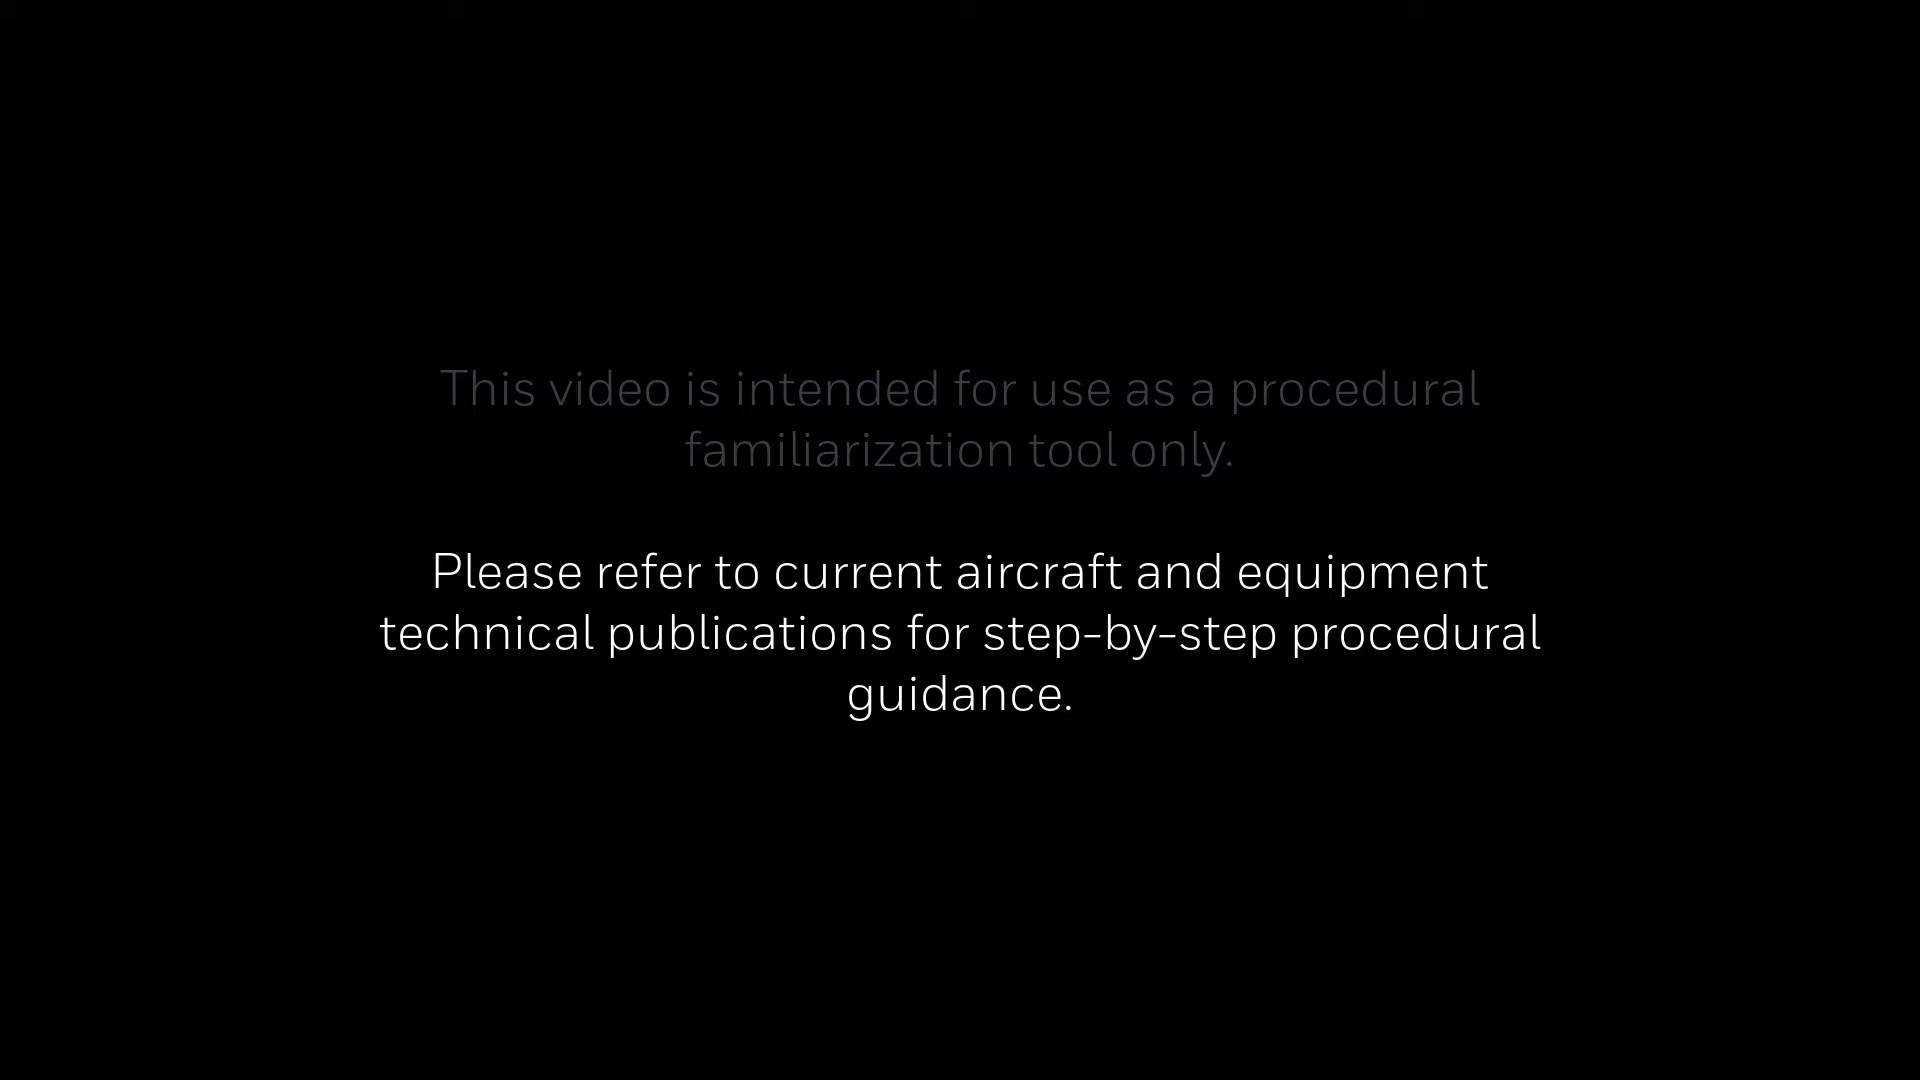 This video is intended for use as a procedural
familiarization tool only.
Please refer to current aircraft and equipment
technical publications for step-by-step procedural
guidance.